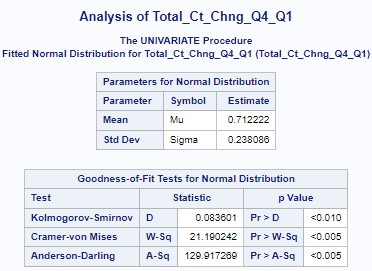 Analysis of Total_Ct_Chng_Q4_Q1
The UNIVARIATE Procedure
Fitted Normal Distribution for Total_Ct_Chng_Q4_Q1 (Total_Ct_Chng_Q4_Q1)
Parameters for Normal Distribution
Parameter Symbol Estimate
Mean Mu 0.712222
Std Dev Sigma 0.238086
Goodness-of-Fit Tests for Normal Distribution
Test Statistic p Value
Kolmogorov-Smirnov D 0.083601 Pr > D <0.010
Cramer-von Mises W-Sq 21.190242 Pr > W-Sq <0.005
Anderson-Darling A-Sq 129.917269 Pr > A-Sq <0.005